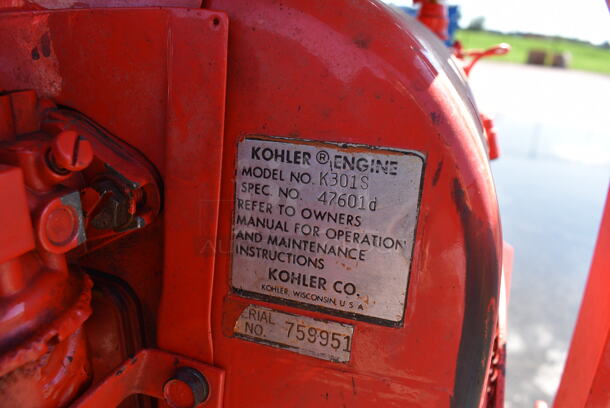 KOHLER ® ENGINE
MODEL NO. K301S
SPEC. NO. 47601d
REFER TO OWNERS
MANUAL FOR OPERATION
AND MAINTENANCE
INSTRUCTIONS
KOHLER CO.
KOHLER, WISCONSIN, U.S.A.
SERIAL
NO. 759951